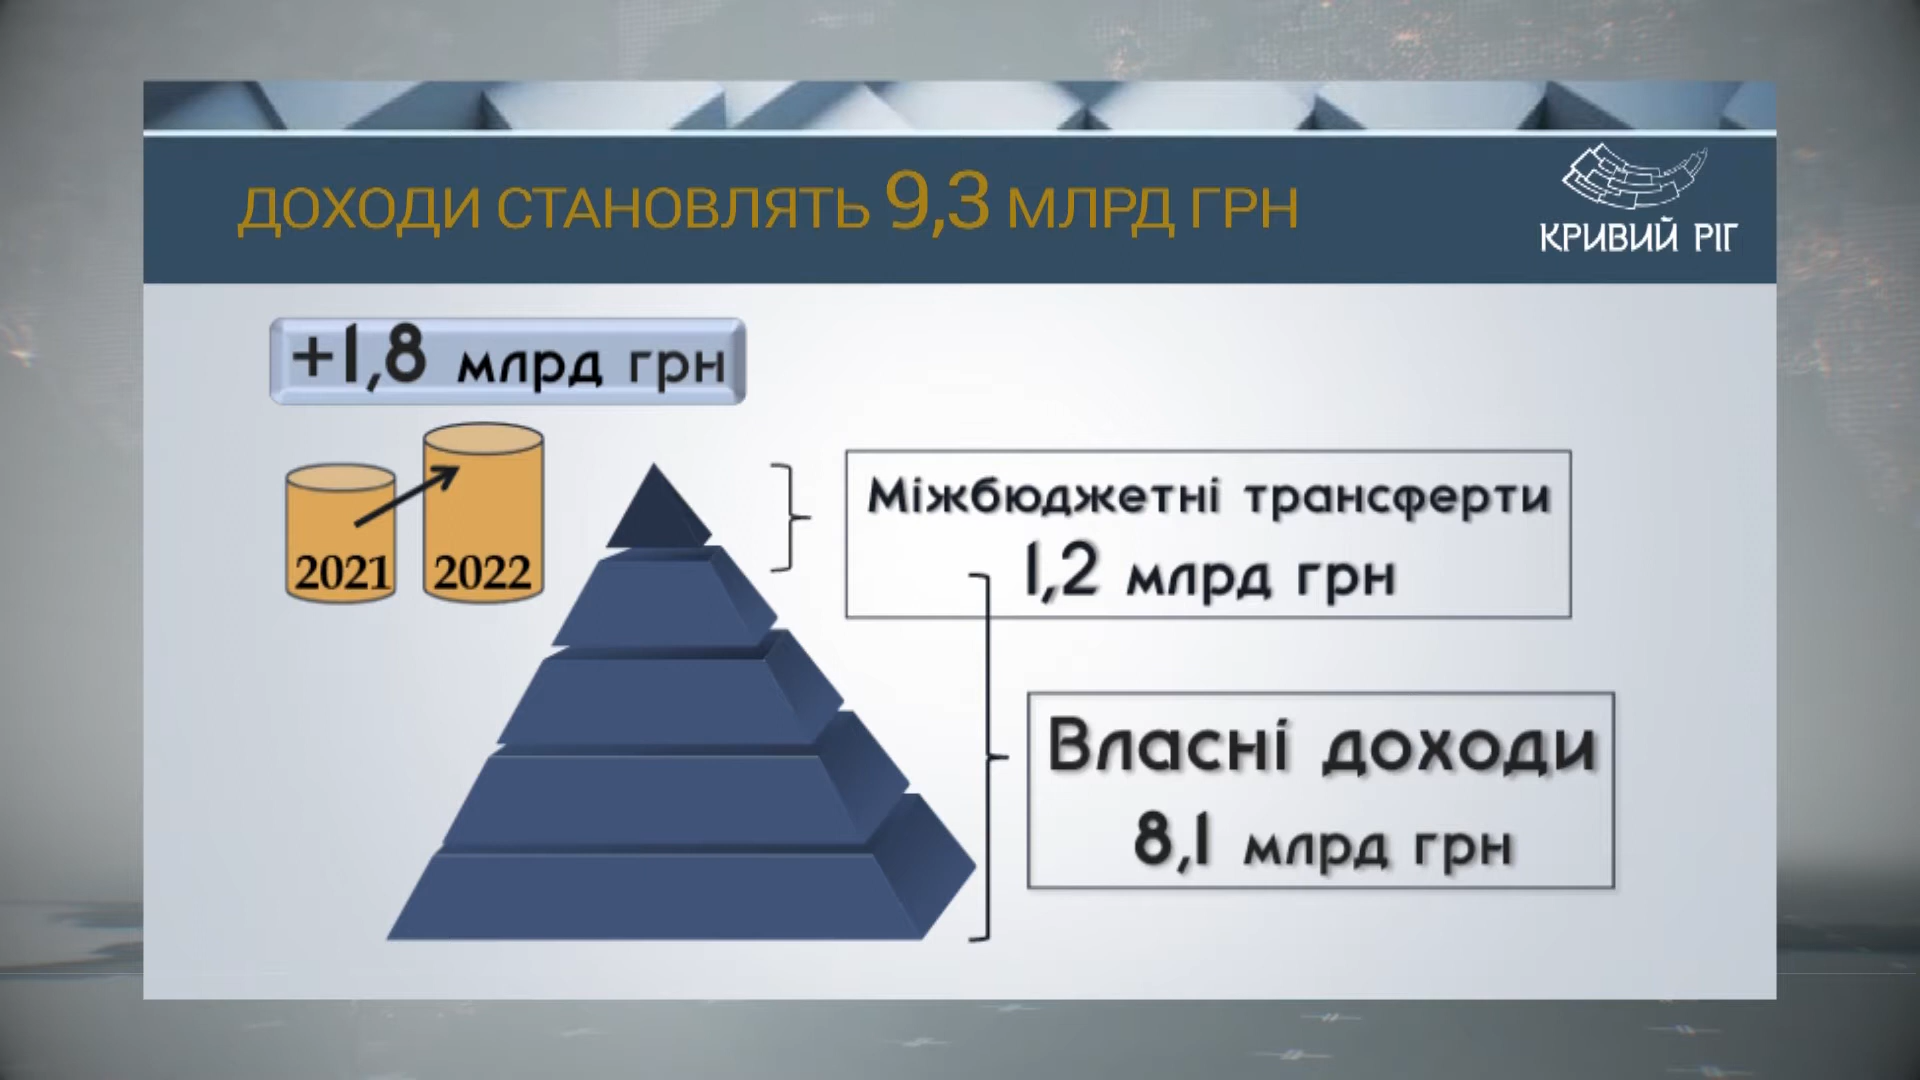 ДОХОДИ СТАНОВЛЯТЬ 9,3 МЛРД ГРН
КРИВИЙ РІГ
+1,8 млрд грн
2021
2022
Міжбюджетні трансферти
1,2 млрд грн
Власні доходи
8,1 млрд грн